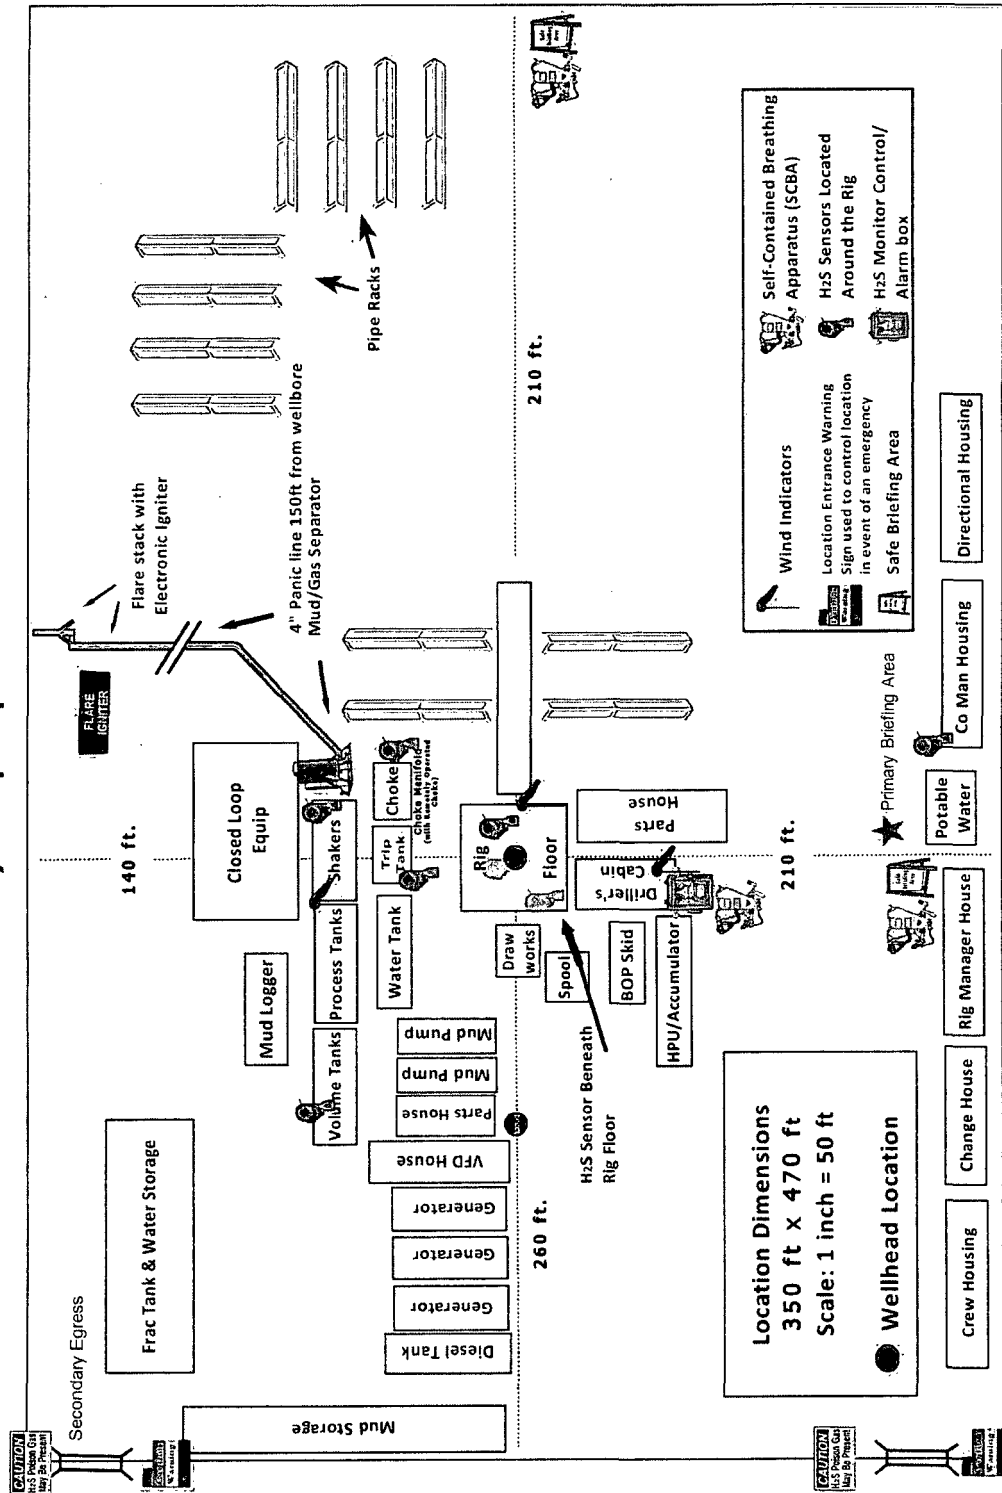 Secondary Egress
CAUTION
H2S Poison Gas
May Be Present
Warning!
Frac Tank & Water Storage
Mud Storage
140 ft.
FLARE
IGNITER
Flare stack with
Electronic Igniter
Closed Loop
Equip
4" Panic line 150ft from wellbore
Mud/Gas Separator
Pipe Racks
Mud Logger
Volume Tanks
Process Tanks
Shakers
Water Tank
Trip
Tank
Choke
Choke Manifold
(with Remotely Operated
Choke)
Diesel Tank
Generator
Generator
Generator
VFD House
Parts House
Mud Pump
Mud Pump
260 ft.
210 ft.
Draw
works
Rig
Floor
Spool
BOP Skid
HPU/Accumulator
Driller's
Cabin
Parts
House
H2S Sensor Beneath
Rig Floor
210 ft.
Primary Briefing Area
Location Dimensions
350 ft x 470 ft
Scale: 1 inch = 50 ft
Wellhead Location
Wind Indicators
Location Entrance Warning
Sign used to control location
in event of an emergency
Safe Briefing Area
Self-Contained Breathing
Apparatus (SCBA)
H2S Sensors Located
Around the Rig
H2S Monitor Control/
Alarm box
CAUTION
H2S Poison Gas
May Be Present
Warning!
Crew Housing
Change House
Rig Manager House
Potable
Water
Co Man Housing
Directional Housing